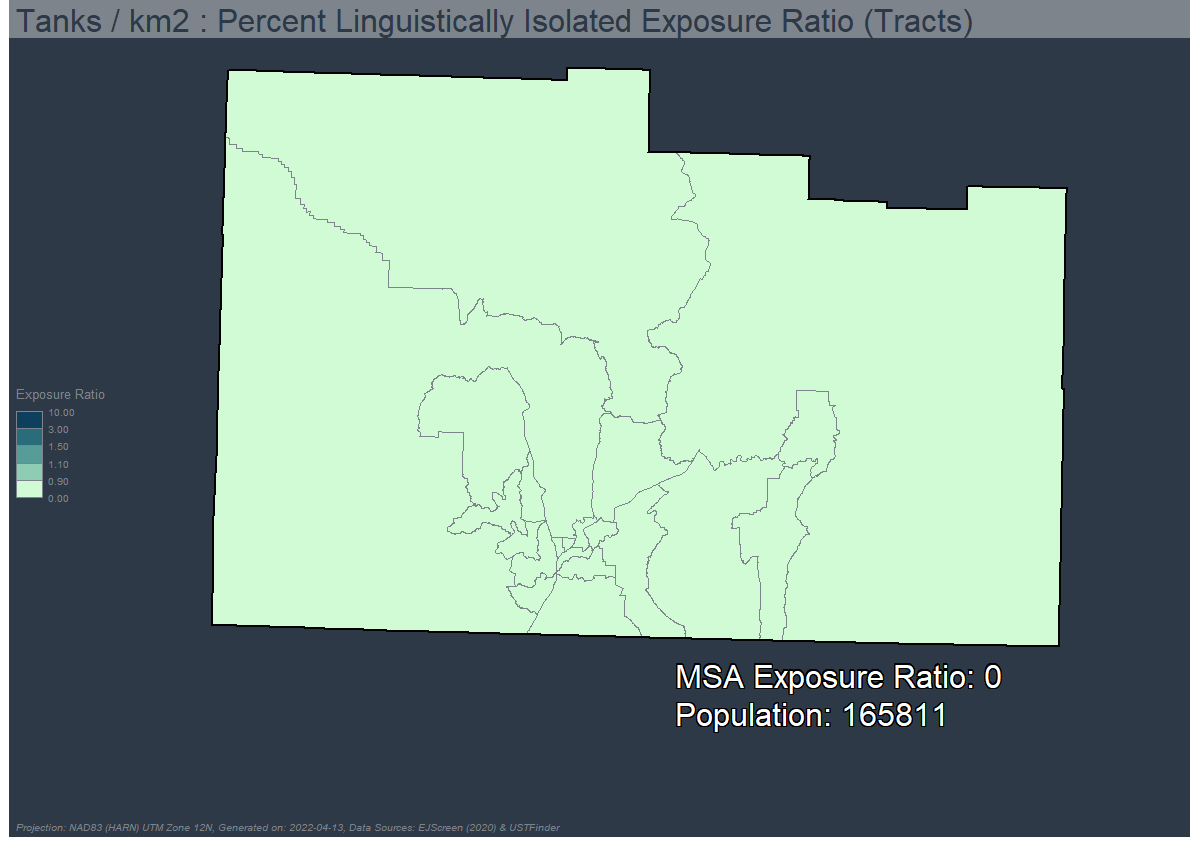 Tanks / km2 : Percent Linguistically Isolated Exposure Ratio (Tracts)
Exposure Ratio
10.00
3.00
1.50
1.10
0.90
0.00
MSA Exposure Ratio: 0
Population: 165811
Projection: NAD83 (HARN) UTM Zone 12N, Generated on: 2022-04-13, Data Sources: EJScreen (2020) & USTFinder